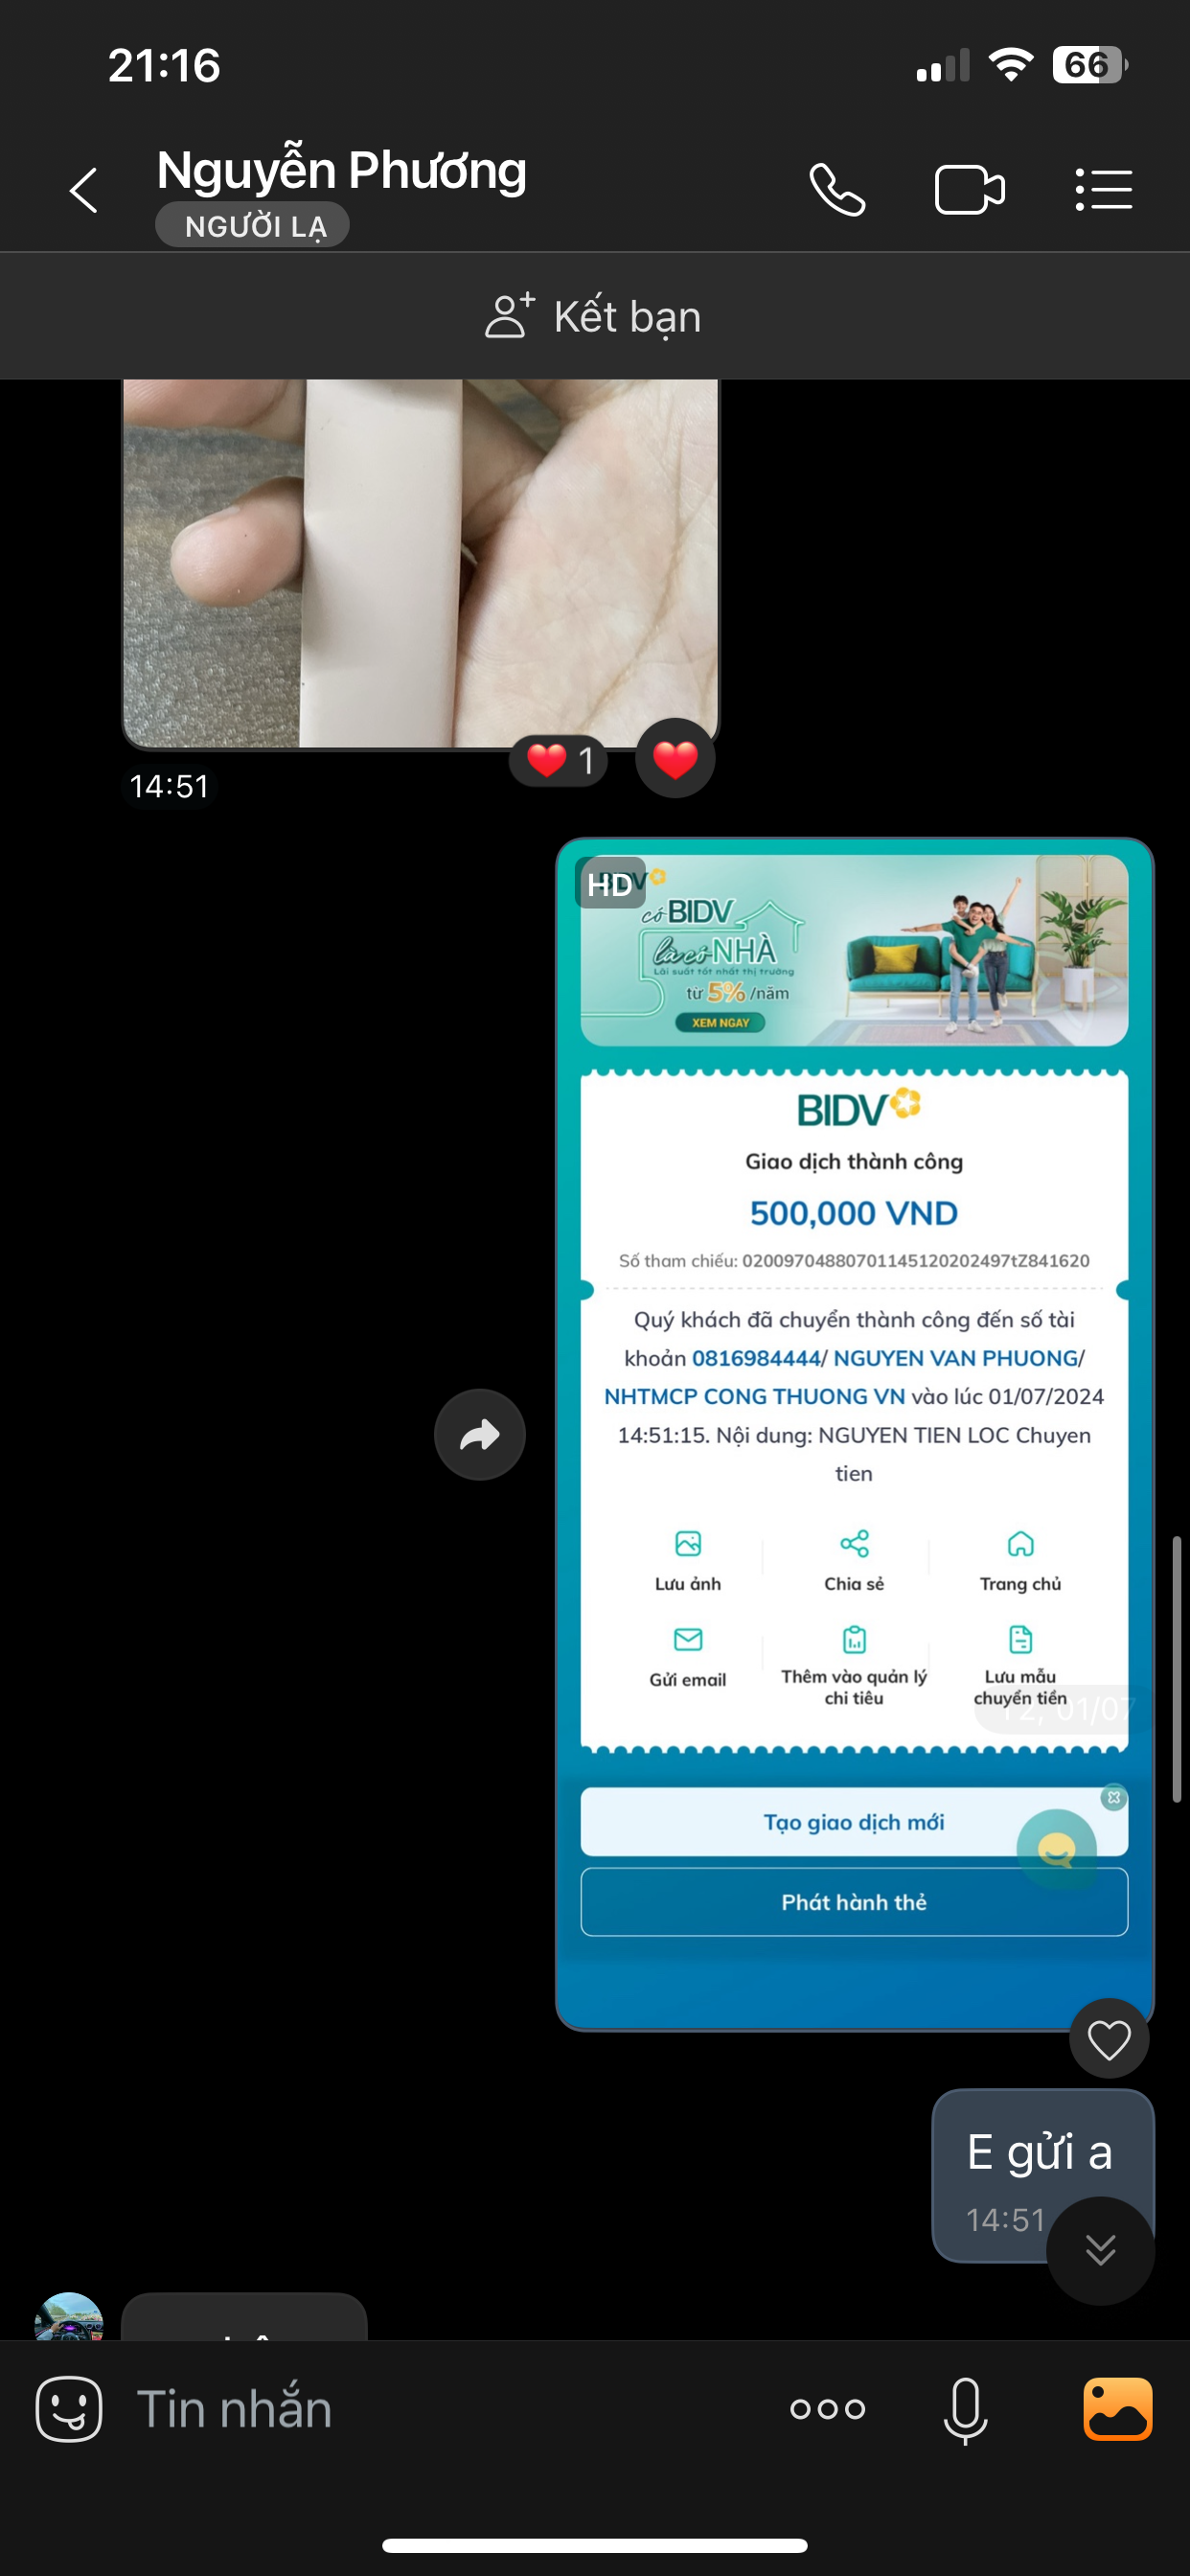 21:16
66
Nguyễn Phương
NGƯỜI LẠ
Kết bạn
1
14:51
HD
có BIDV
là có NHÀ
Lãi suất tốt nhất thị trường
từ 5% /năm
XEM NGAY
BIDV
Giao dịch thành công
500,000 VND
Số tham chiếu: 02009704880701145120202497tZ841620
Quý khách đã chuyển thành công đến số tài
khoản 0816984444/ NGUYEN VAN PHUONG/
NHTMCP CONG THUONG VN vào lúc 01/07/2024
14:51:15. Nội dung: NGUYEN TIEN LOC Chuyen
tien
Lưu ảnh
Chia sẻ
Trang chủ
Gửi email
Thêm vào quản lý
chi tiêu
Lưu mẫu
chuyển tiền
T2, 01/07
Tạo giao dịch mới
Phát hành thẻ
E gửi a
14:51
Tin nhắn